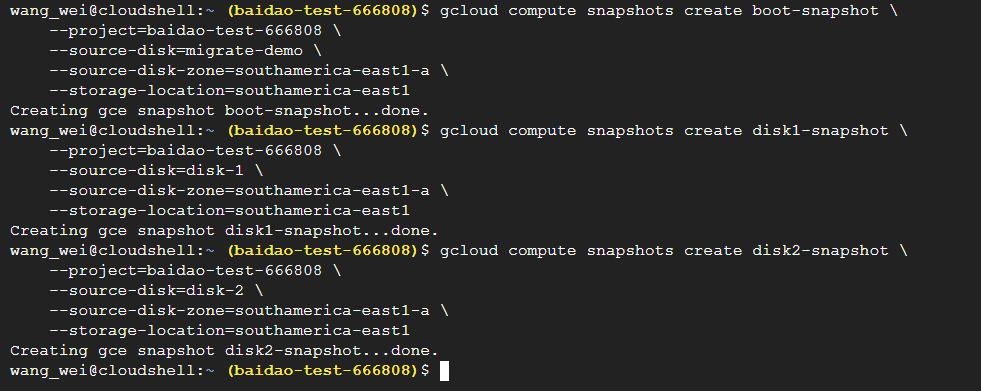 wang_wei@cloudshell:~ (baidao-test-666808)$ gcloud compute snapshots create boot-snapshot \
    --project=baidao-test-666808 \
    --source-disk=migrate-demo \
    --source-disk-zone=southamerica-east1-a \
    --storage-location=southamerica-east1
Creating gce snapshot boot-snapshot...done.
wang_wei@cloudshell:~ (baidao-test-666808)$ gcloud compute snapshots create disk1-snapshot \
    --project=baidao-test-666808 \
    --source-disk=disk-1 \
    --source-disk-zone=southamerica-east1-a \
    --storage-location=southamerica-east1
Creating gce snapshot disk1-snapshot...done.
wang_wei@cloudshell:~ (baidao-test-666808)$ gcloud compute snapshots create disk2-snapshot \
    --project=baidao-test-666808 \
    --source-disk=disk-2 \
    --source-disk-zone=southamerica-east1-a \
    --storage-location=southamerica-east1
Creating gce snapshot disk2-snapshot...done.
wang_wei@cloudshell:~ (baidao-test-666808)$